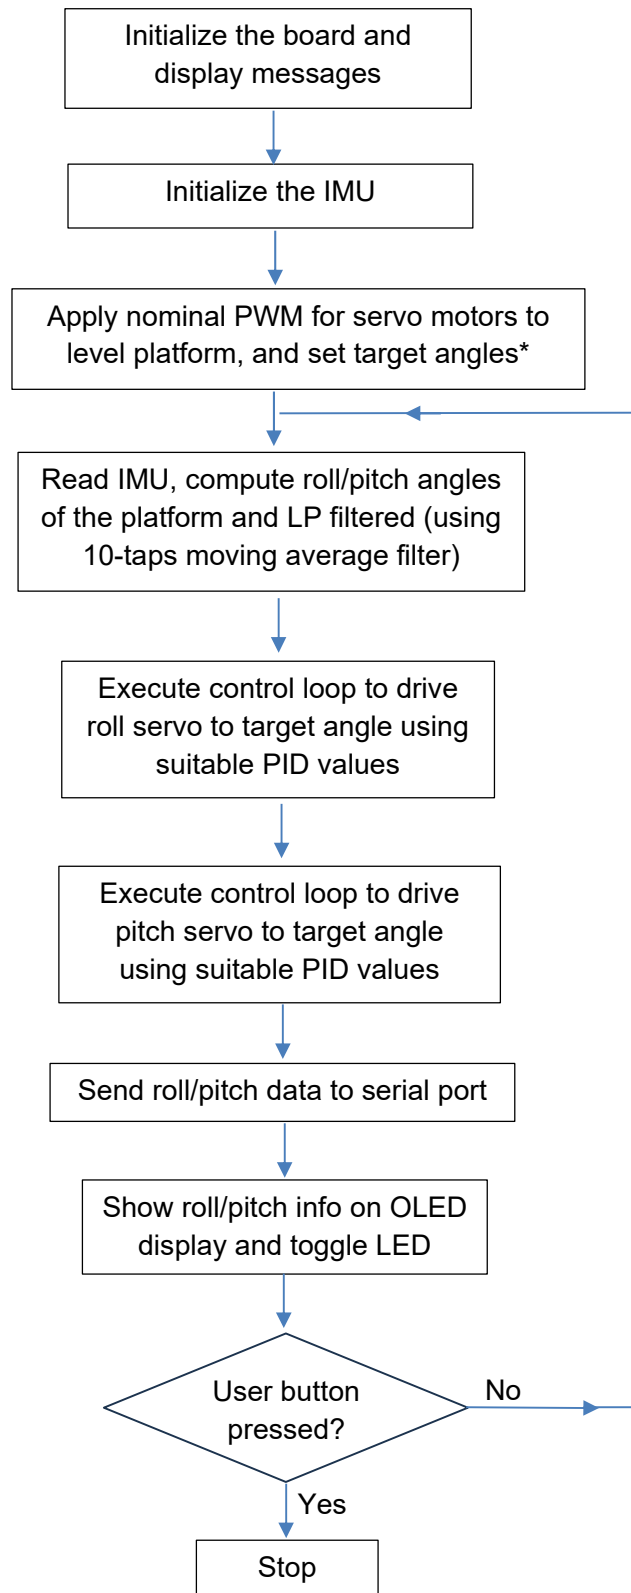 Initialize the board and
display messages
Initialize the IMU
Apply nominal PWM for servo motors to
level platform, and set target angles*
Read IMU, compute roll/pitch angles
of the platform and LP filtered (using
10-taps moving average filter)
Execute control loop to drive
roll servo to target angle using
suitable PID values
Execute control loop to drive
pitch servo to target angle
using suitable PID values
Send roll/pitch data to serial port
Show roll/pitch info on OLED
display and toggle LED
User button
pressed?
No
Yes
Stop